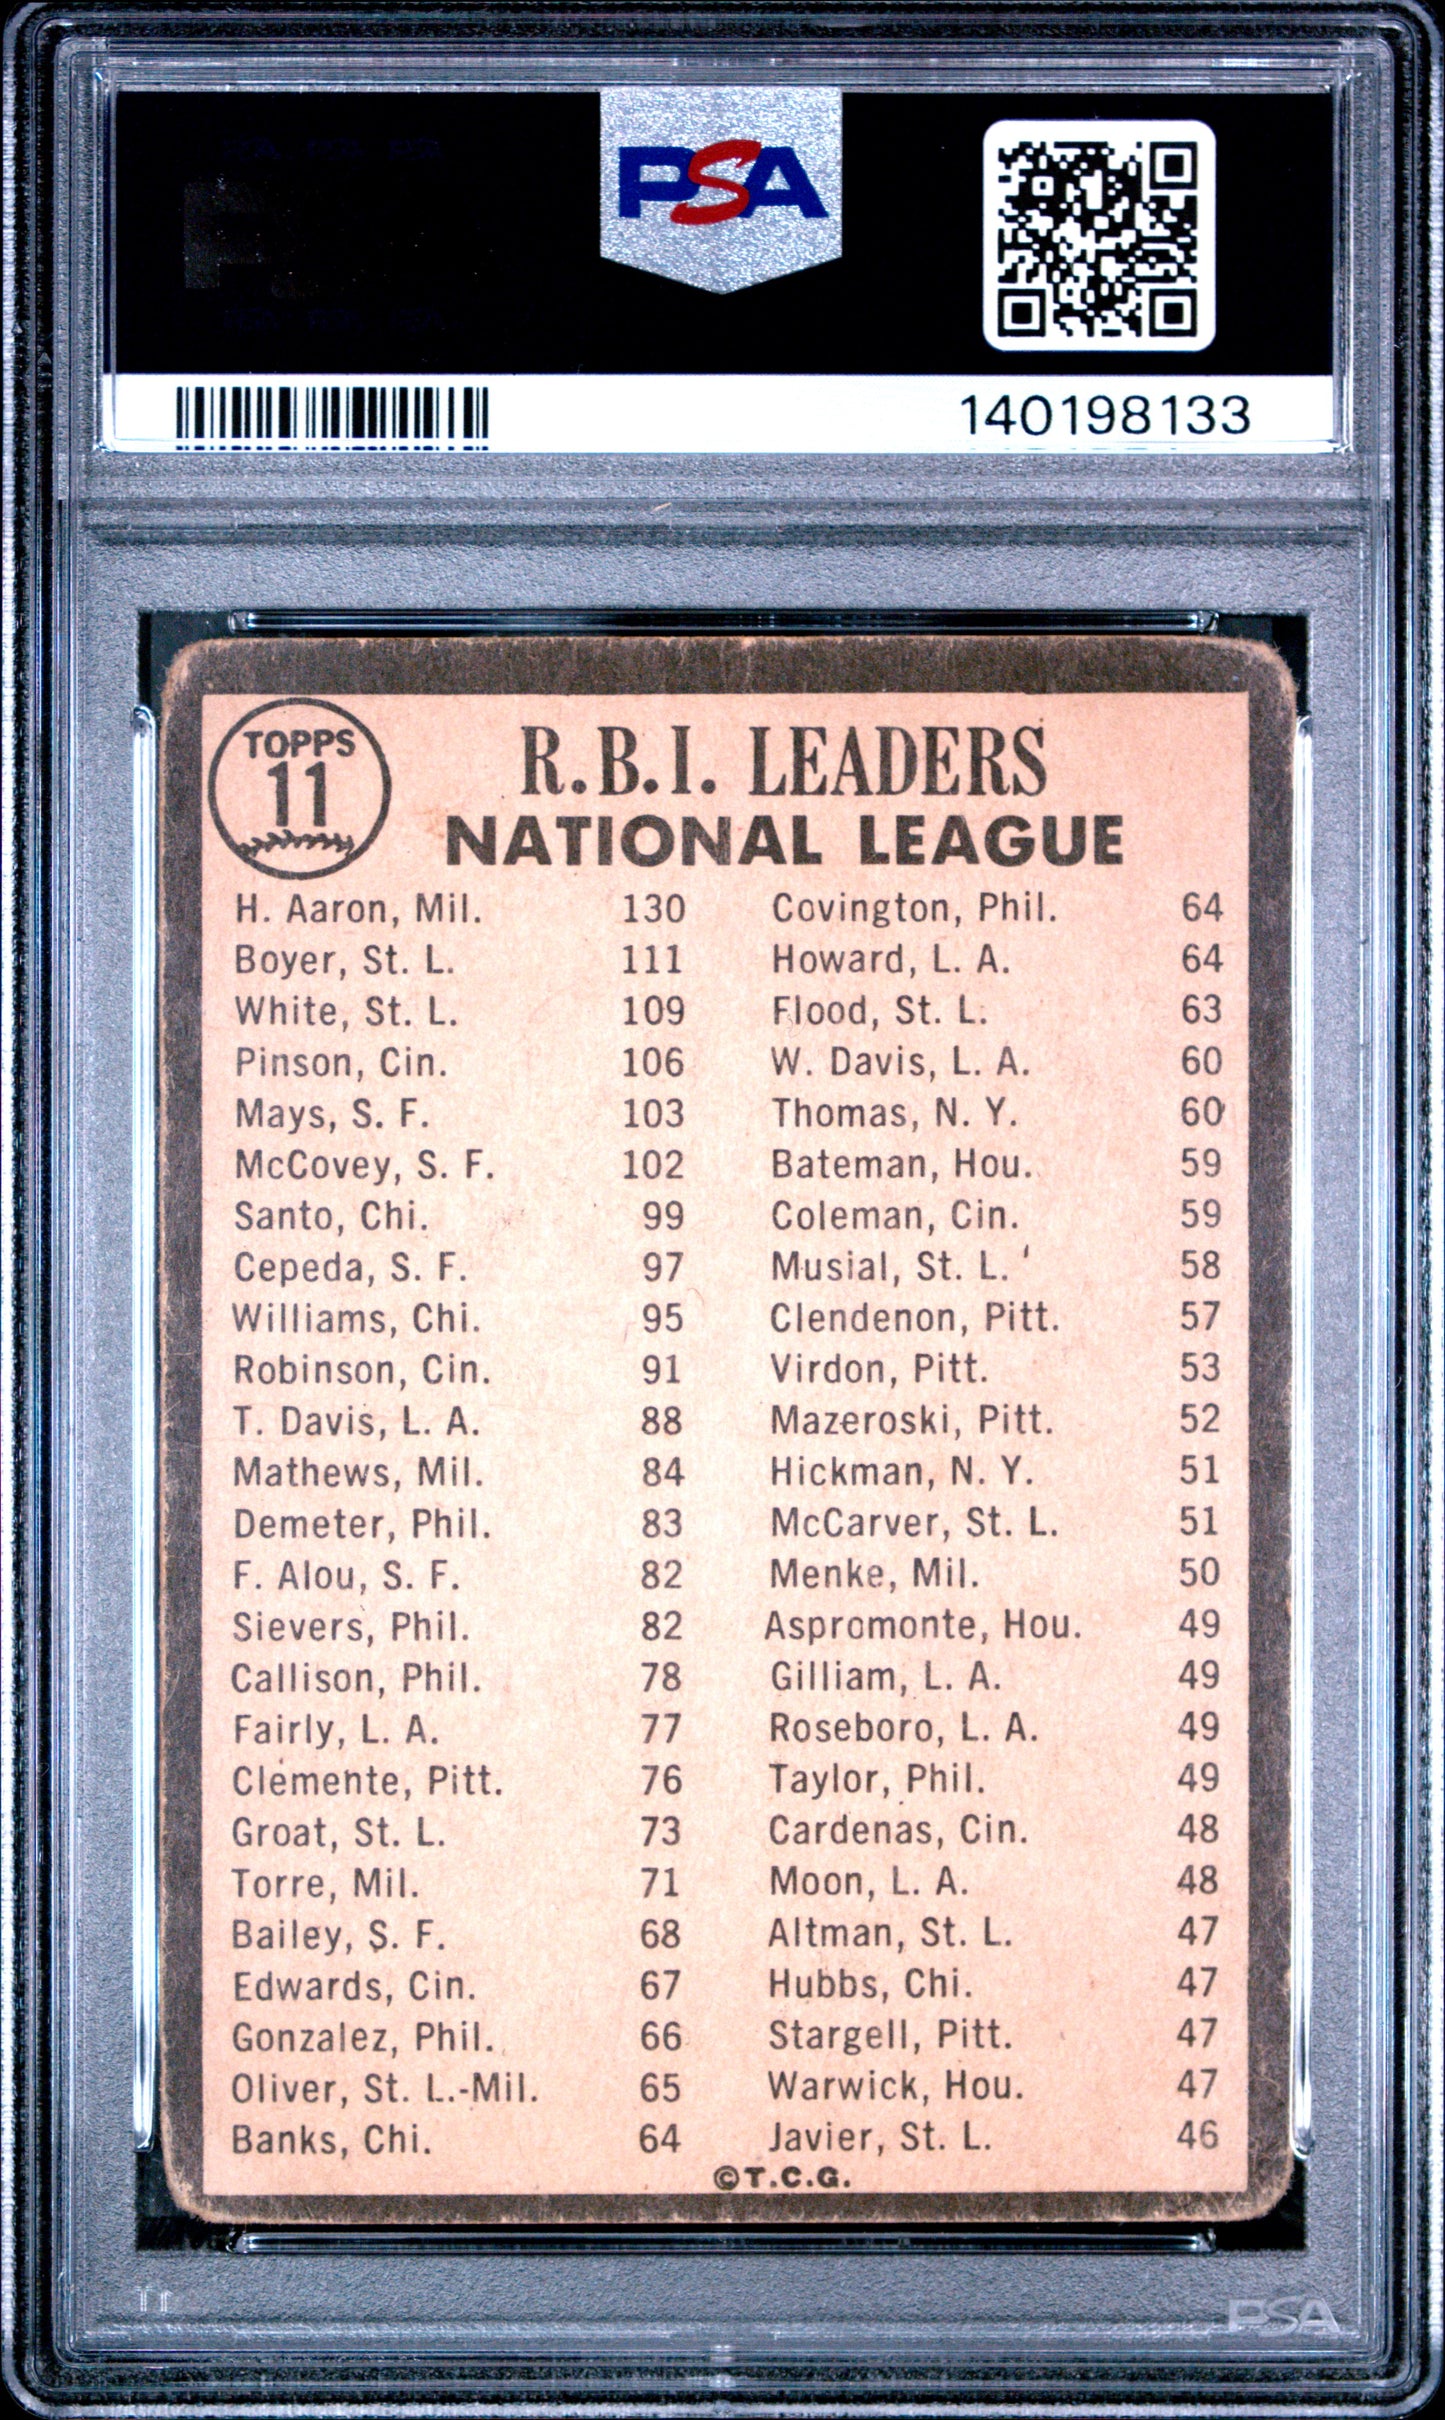 PSA
140198133
TOPPS
11
R.B.I. LEADERS
NATIONAL LEAGUE
H. Aaron, Mil. 130
Boyer, St. L. 111
White, St. L. 109
Pinson, Cin. 106
Mays, S. F. 103
McCovey, S. F. 102
Santo, Chi. 99
Cepeda, S. F. 97
Williams, Chi. 95
Robinson, Cin. 91
T. Davis, L. A. 88
Mathews, Mil. 84
Demeter, Phil. 83
F. Alou, S. F. 82
Sievers, Phil. 82
Callison, Phil. 78
Fairly, L. A. 77
Clemente, Pitt. 76
Groat, St. L. 73
Torre, Mil. 71
Bailey, S. F. 68
Edwards, Cin. 67
Gonzalez, Phil. 66
Oliver, St. L.-Mil. 65
Banks, Chi. 64
Covington, Phil. 64
Howard, L. A. 64
Flood, St. L. 63
W. Davis, L. A. 60
Thomas, N. Y. 60
Bateman, Hou. 59
Coleman, Cin. 59
Musial, St. L. 58
Clendenon, Pitt. 57
Virdon, Pitt. 53
Mazeroski, Pitt. 52
Hickman, N. Y. 51
McCarver, St. L. 51
Menke, Mil. 50
Aspromonte, Hou. 49
Gilliam, L. A. 49
Roseboro, L. A. 49
Taylor, Phil. 49
Cardenas, Cin. 48
Moon, L. A. 48
Altman, St. L. 47
Hubbs, Chi. 47
Stargell, Pitt. 47
Warwick, Hou. 47
Javier, St. L. 46
©T.C.G.
PSA